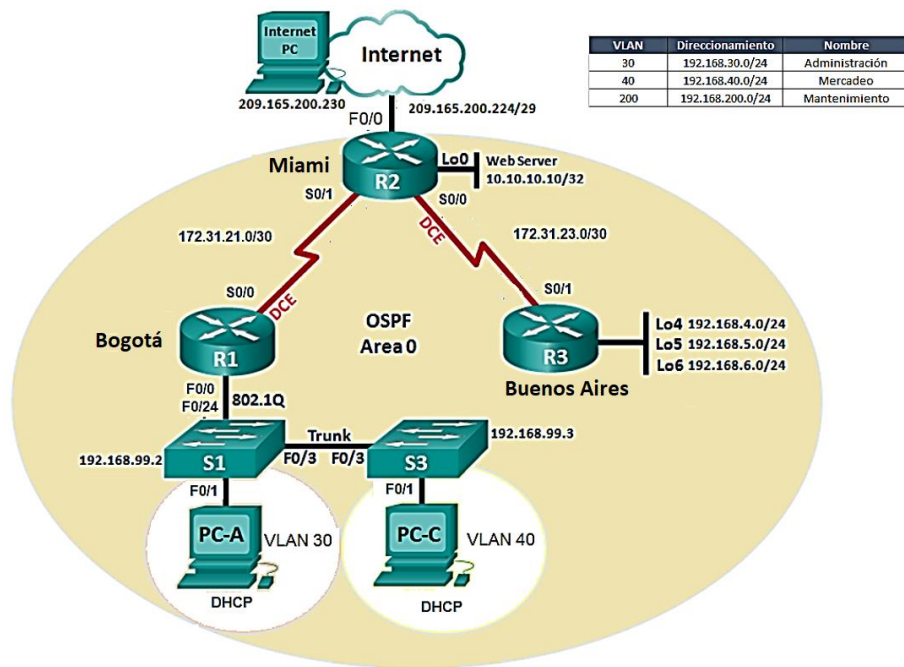 Internet
PC
Internet
209.165.200.230
209.165.200.224/29
F0/0
VLAN Direccionamiento Nombre
30 192.168.30.0/24 Administración
40 192.168.40.0/24 Mercadeo
200 192.168.200.0/24 Mantenimiento
Miami
R2
Lo0
Web Server
10.10.10.10/32
S0/1
S0/0
DCE
172.31.21.0/30
172.31.23.0/30
S0/0
DCE
S0/1
Bogotá
R1
OSPF
Area 0
R3
Buenos Aires
Lo4 192.168.4.0/24
Lo5 192.168.5.0/24
Lo6 192.168.6.0/24
F0/0
F0/24
802.1Q
192.168.99.2
S1
Trunk
F0/3
F0/3
S3
192.168.99.3
F0/1
F0/1
PC-A
VLAN 30
PC-C
VLAN 40
DHCP
DHCP